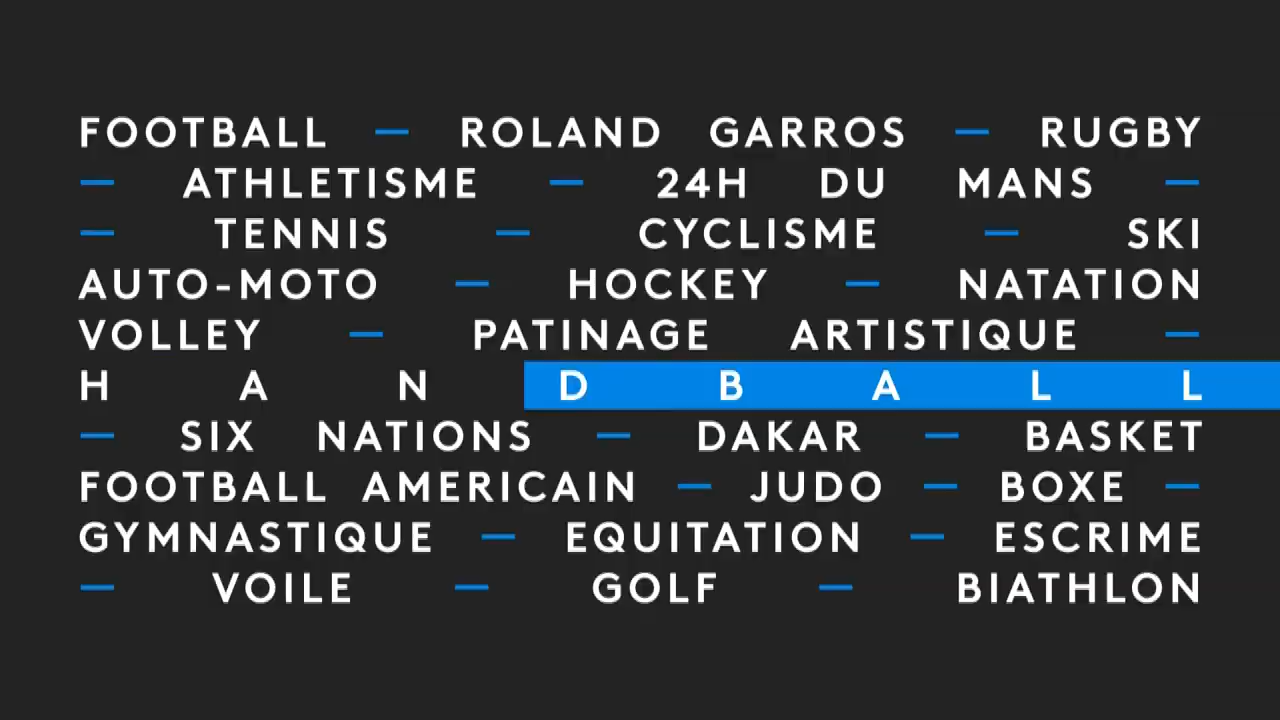 FOOTBALL — ROLAND GARROS — RUGBY
— ATHLETISME — 24H DU MANS —
— TENNIS — CYCLISME — SKI
AUTO-MOTO — HOCKEY — NATATION
VOLLEY — PATINAGE ARTISTIQUE —
HANDBALL
— SIX NATIONS — DAKAR — BASKET
FOOTBALL AMERICAIN — JUDO — BOXE —
GYMNASTIQUE — EQUITATION — ESCRIME
— VOILE — GOLF — BIATHLON